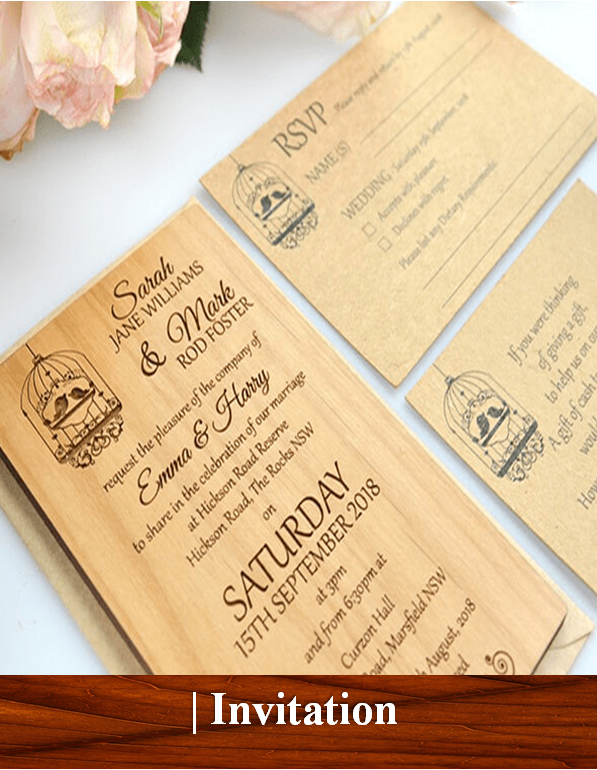 Sarah
JANE WILLIAMS
& Mark
ROD FOSTER
request the pleasure of the company of
Emma & Harry
to share in the celebration of our marriage
at Hickson Road Reserve
Hickson Road, The Rocks NSW
on
SATURDAY
15TH SEPTEMBER 2018
at 3pm
and from 6:30pm at
Curzon Hall
Road, Marsfield NSW
August, 2018
RSVP Please reply and return by August 2018
NAME (S)
WEDDING Saturday 15th September, 2018
Accepts with pleasure
Declines with regret
Please list any Dietary Requirements:
If you were thinking
of giving a gift,
to help us on our
A gift of cash
would
| Invitation